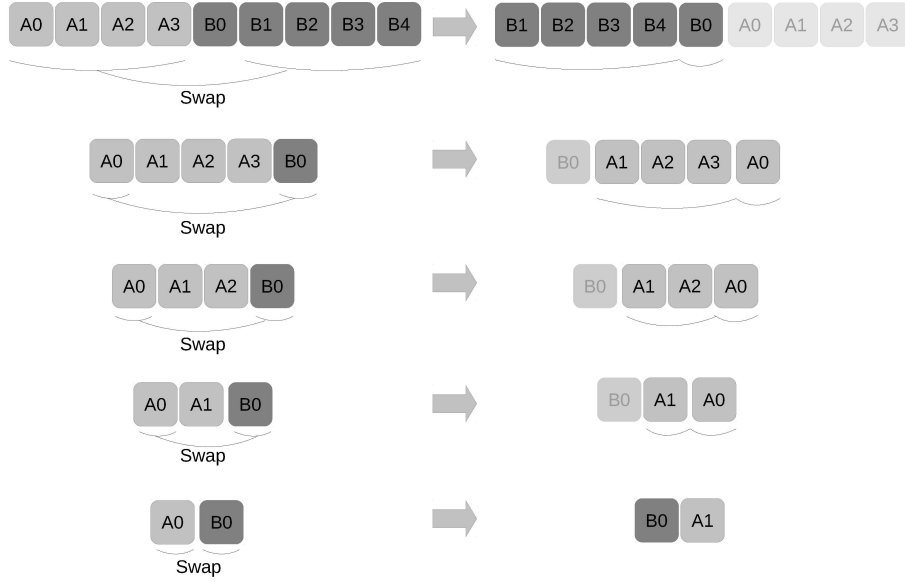 A0 A1 A2 A3 B0 B1 B2 B3 B4 B1 B2 B3 B4 B0 A0 A1 A2 A3
Swap
A0 A1 A2 A3 B0 B0 A1 A2 A3 A0
Swap
A0 A1 A2 B0 B0 A1 A2 A0
Swap
A0 A1 B0 B0 A1 A0
Swap
A0 B0 B0 A1
Swap